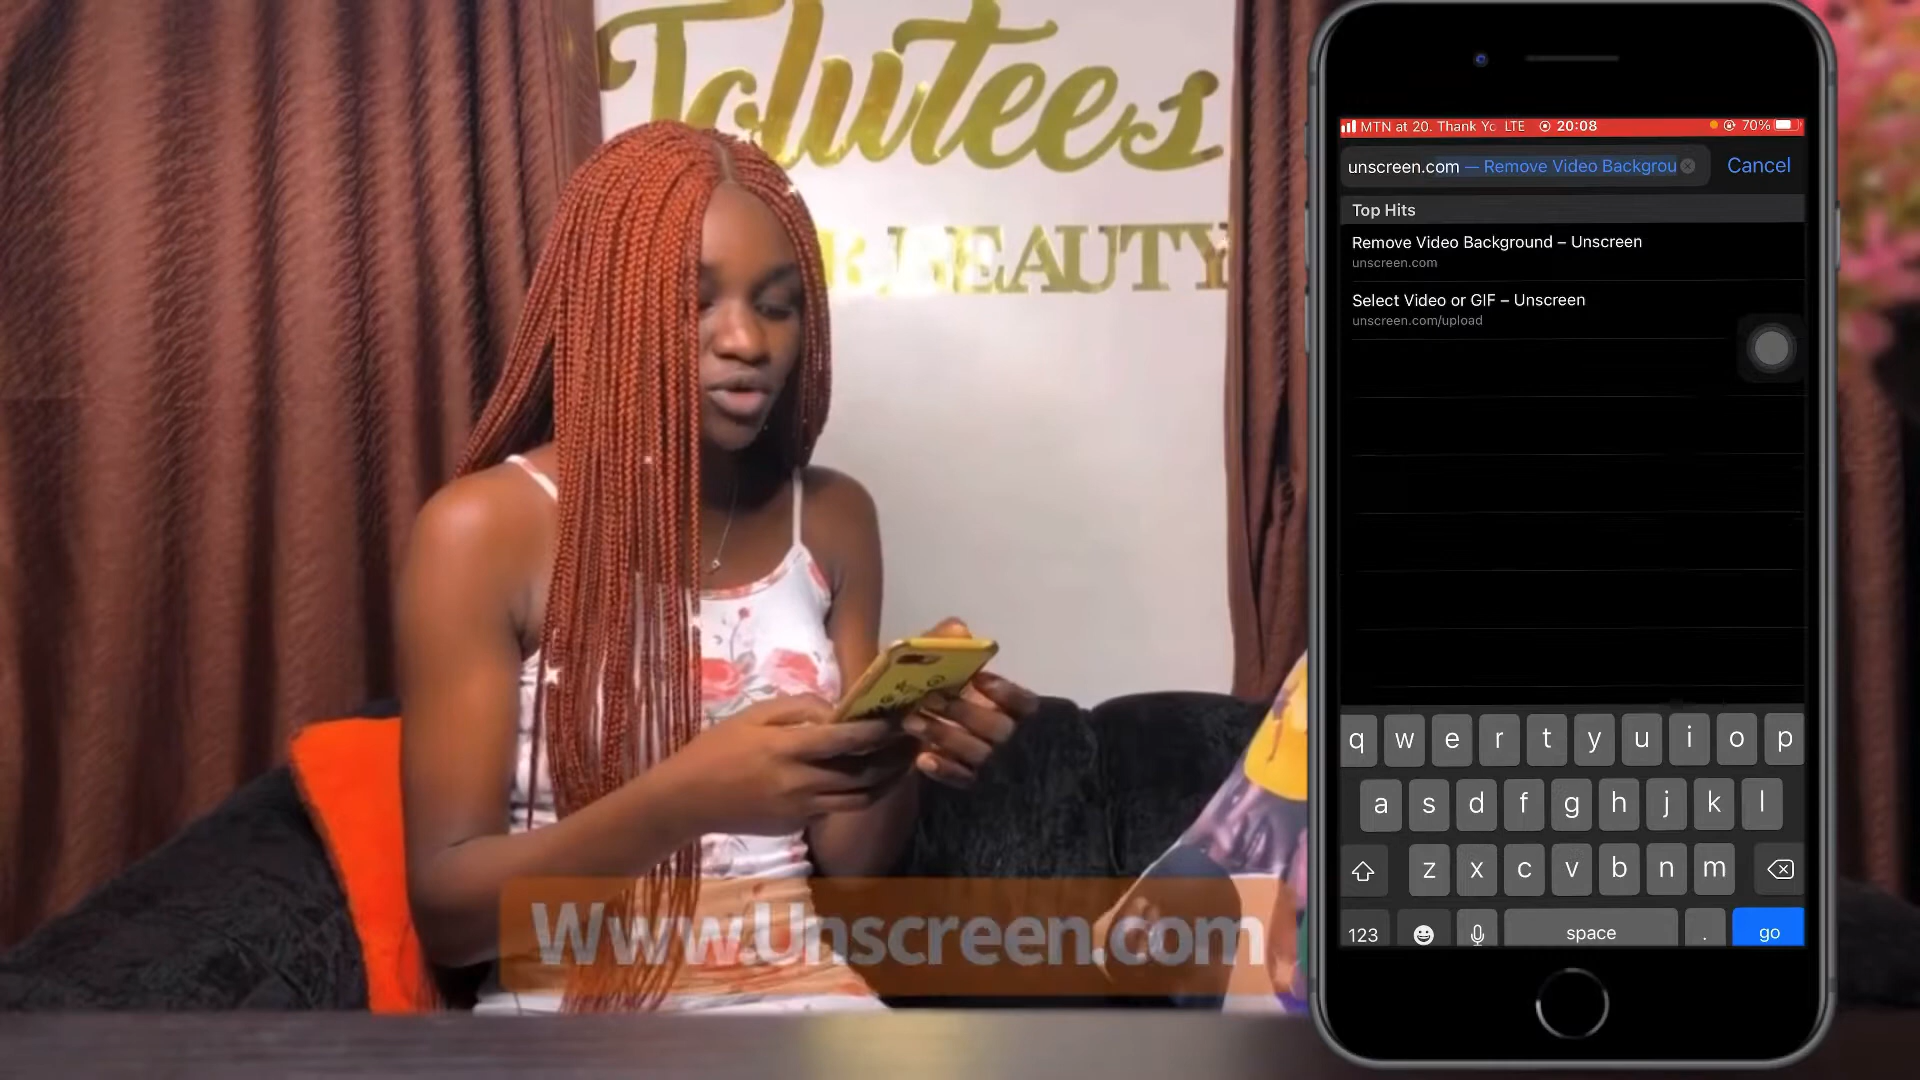 Tolutees
BEAUTY
Www.Unscreen.com
MTN at 20. Thank Yo LTE 20:08 70%
unscreen.com — Remove Video Backgrou Cancel
Top Hits
Remove Video Background – Unscreen
unscreen.com
Select Video or GIF – Unscreen
unscreen.com/upload
q w e r t y u i o p
a s d f g h j k l
z x c v b n m
123 space . go